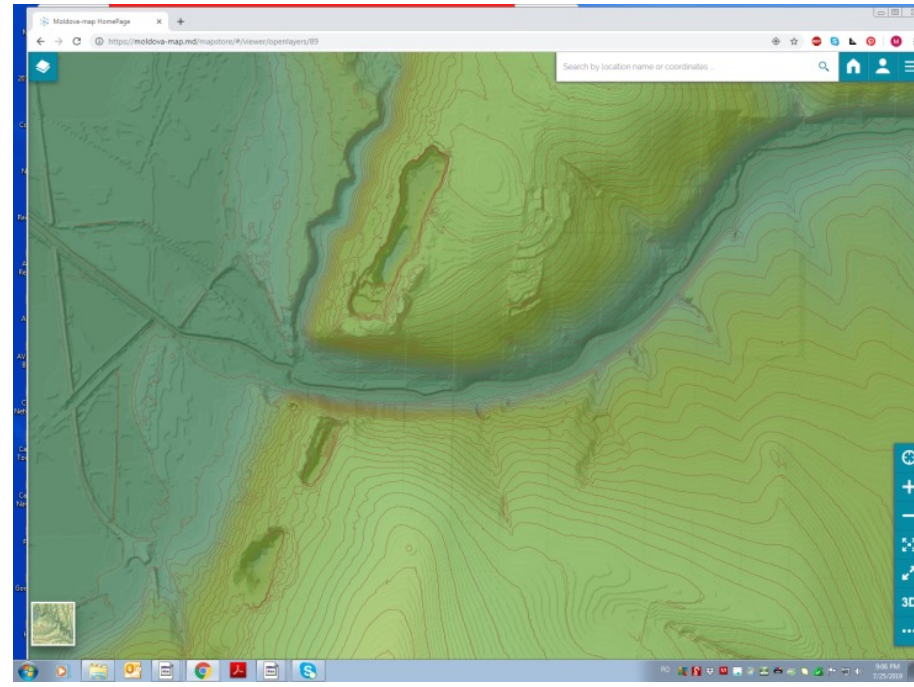 Moldova-map HomePage
https://moldova-map.md/mapstore/#/viewer/openlayers/89
Search by location name or coordinates ...
3D
RO
9:06 PM
7/25/2019